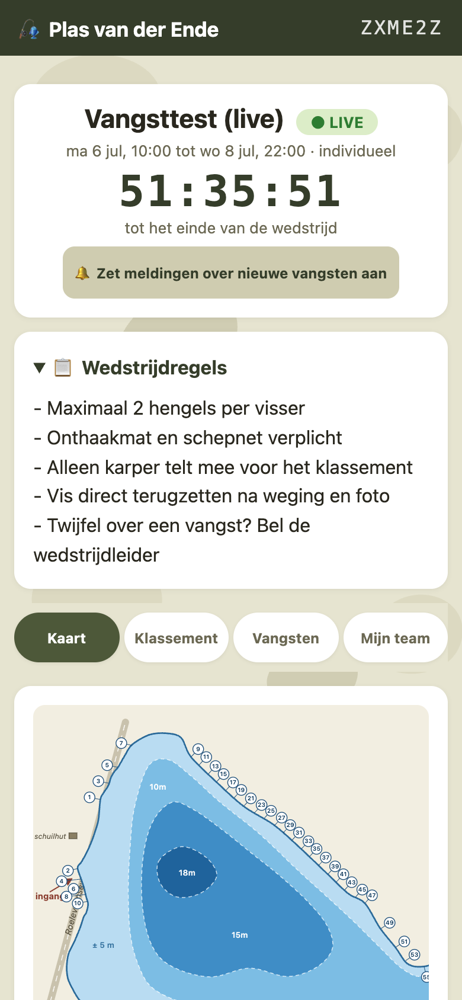 Plas van der Ende
ZXME2Z
Vangsttest (live)
LIVE
ma 6 jul, 10:00 tot wo 8 jul, 22:00 · individueel
51:35:51
tot het einde van de wedstrijd
🔔 Zet meldingen over nieuwe vangsten aan
▼ 📋 Wedstrijdregels
- Maximaal 2 hengels per visser
- Onthaakmat en schepnet verplicht
- Alleen karper telt mee voor het klassement
- Vis direct terugzetten na weging en foto
- Twijfel over een vangst? Bel de
wedstrijdleider
Kaart
Klassement
Vangsten
Mijn team
7
9
11
5
13
15
3
17
19
1
21
23
25
10m
27
29
31
schuilhut
33
35
37
39
2
18m
41
4
43
6
45
ingang
8
47
10
49
15m
± 5 m
51
53
55